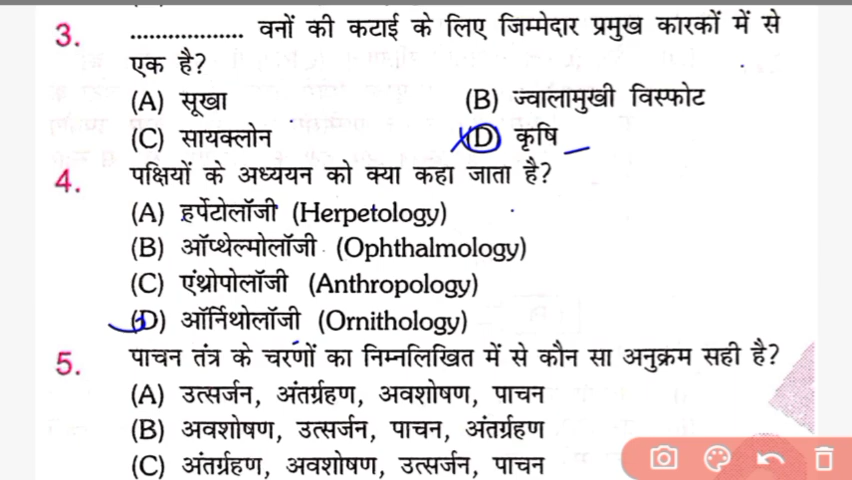 3. .................. वनों की कटाई के लिए जिम्मेदार प्रमुख कारकों में से
एक है?
(A) सूखा (B) ज्वालामुखी विस्फोट
(C) सायक्लोन (D) कृषि
4. पक्षियों के अध्ययन को क्या कहा जाता है?
(A) हर्पेटोलॉजी (Herpetology)
(B) ऑप्थेल्मोलॉजी (Ophthalmology)
(C) एंथ्रोपोलॉजी (Anthropology)
(D) ऑर्निथोलॉजी (Ornithology)
5. पाचन तंत्र के चरणों का निम्नलिखित में से कौन सा अनुक्रम सही है?
(A) उत्सर्जन, अंतर्ग्रहण, अवशोषण, पाचन
(B) अवशोषण, उत्सर्जन, पाचन, अंतर्ग्रहण
(C) अंतर्ग्रहण, अवशोषण, उत्सर्जन, पाचन